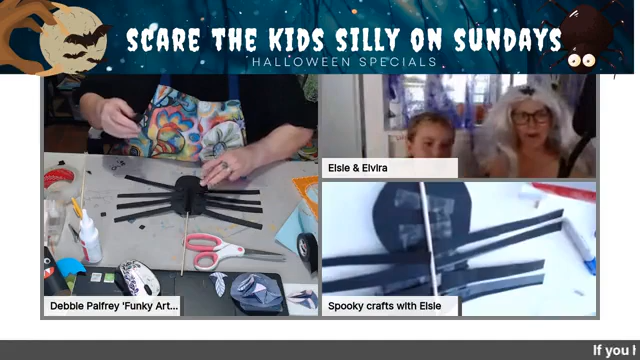 SCARE THE KIDS SILLY ON SUNDAYS
HALLOWEEN SPECIALS
Elsie & Elvira
Debbie Palfrey 'Funky Art...
Spooky crafts with Elsie
If you